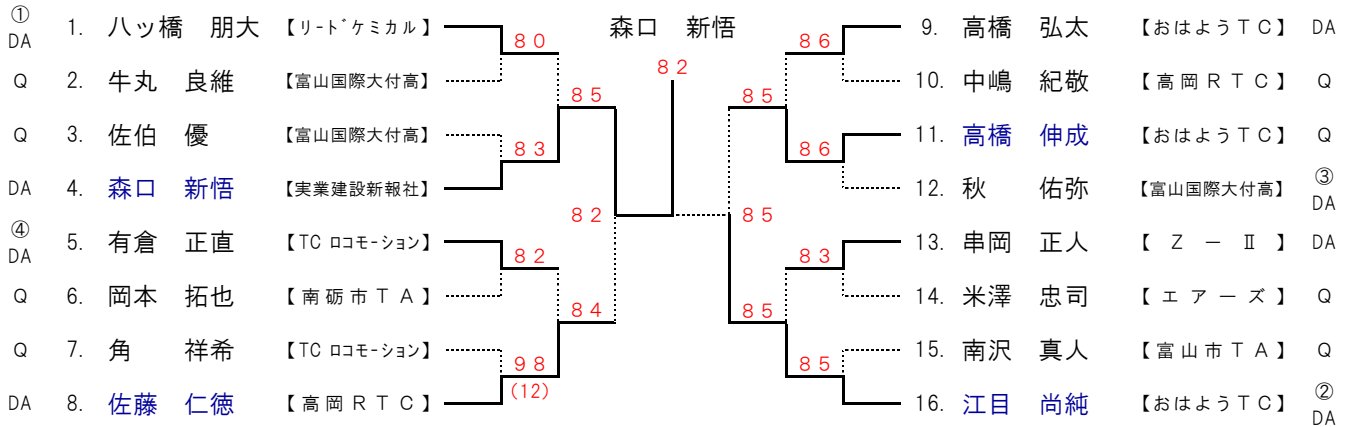 森口　新悟
①
DA 1. 八ッ橋　朋大 【リードケミカル】
Q 2. 牛丸　良維 【富山国際大付高】
Q 3. 佐伯　優 【富山国際大付高】
DA 4. 森口　新悟 【実業建設新報社】
④
DA 5. 有倉　正直 【TC ロコモーション】
Q 6. 岡本　拓也 【南砺市ＴＡ】
Q 7. 角　祥希 【TC ロコモーション】
DA 8. 佐藤　仁徳 【高岡ＲＴＣ】
８０
８３
８２
９８
(12)
８５
８４
８２
８２
８５
８５
８５
８６
８６
８３
８５
9. 高橋　弘太 【おはようＴＣ】 DA
10. 中嶋　紀敬 【高岡ＲＴＣ】 Q
11. 高橋　伸成 【おはようＴＣ】 Q
12. 秋　佑弥 【富山国際大付高】 ③
DA
13. 串岡　正人 【Ｚ－Ⅱ】 DA
14. 米澤　忠司 【エアーズ】 Q
15. 南沢　真人 【富山市ＴＡ】 Q
16. 江目　尚純 【おはようＴＣ】 ②
DA